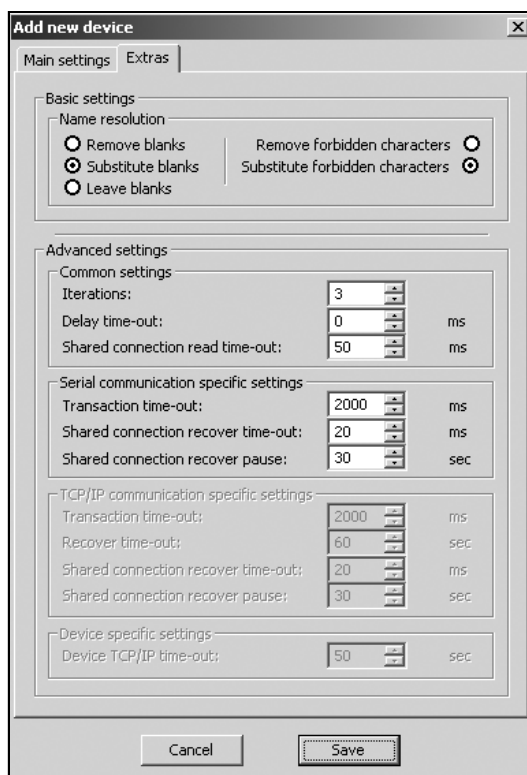 Add new device
Main settings Extras
Basic settings
Name resolution
Remove blanks Remove forbidden characters
Substitute blanks Substitute forbidden characters
Leave blanks
Advanced settings
Common settings
Iterations: 3
Delay time-out: 0 ms
Shared connection read time-out: 50 ms
Serial communication specific settings
Transaction time-out: 2000 ms
Shared connection recover time-out: 20 ms
Shared connection recover pause: 30 sec
TCP/IP communication specific settings
Transaction time-out: 2000 ms
Recover time-out: 60 sec
Shared connection recover time-out: 20 ms
Shared connection recover pause: 30 sec
Device specific settings
Device TCP/IP time-out: 50 sec
Cancel Save